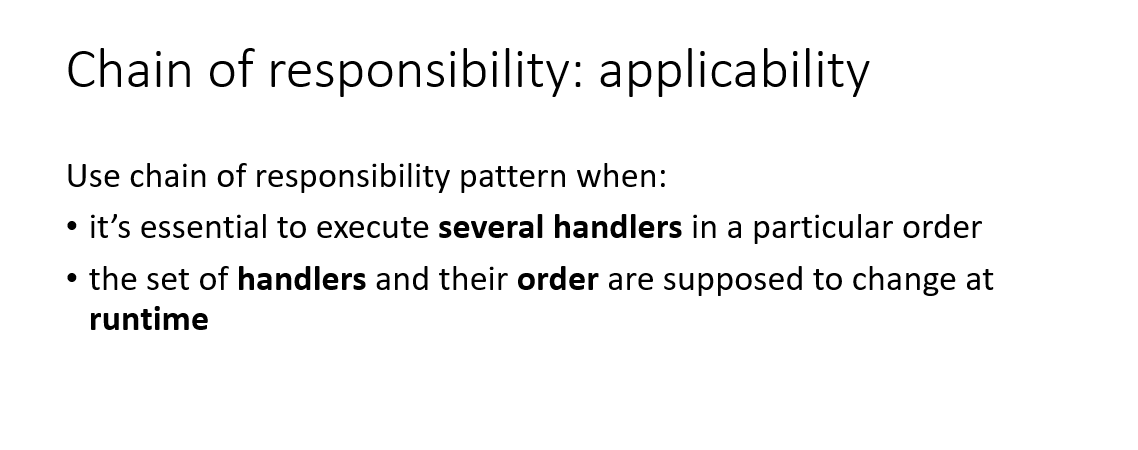 Chain of responsibility: applicability
Use chain of responsibility pattern when:
• it’s essential to execute several handlers in a particular order
• the set of handlers and their order are supposed to change at
runtime